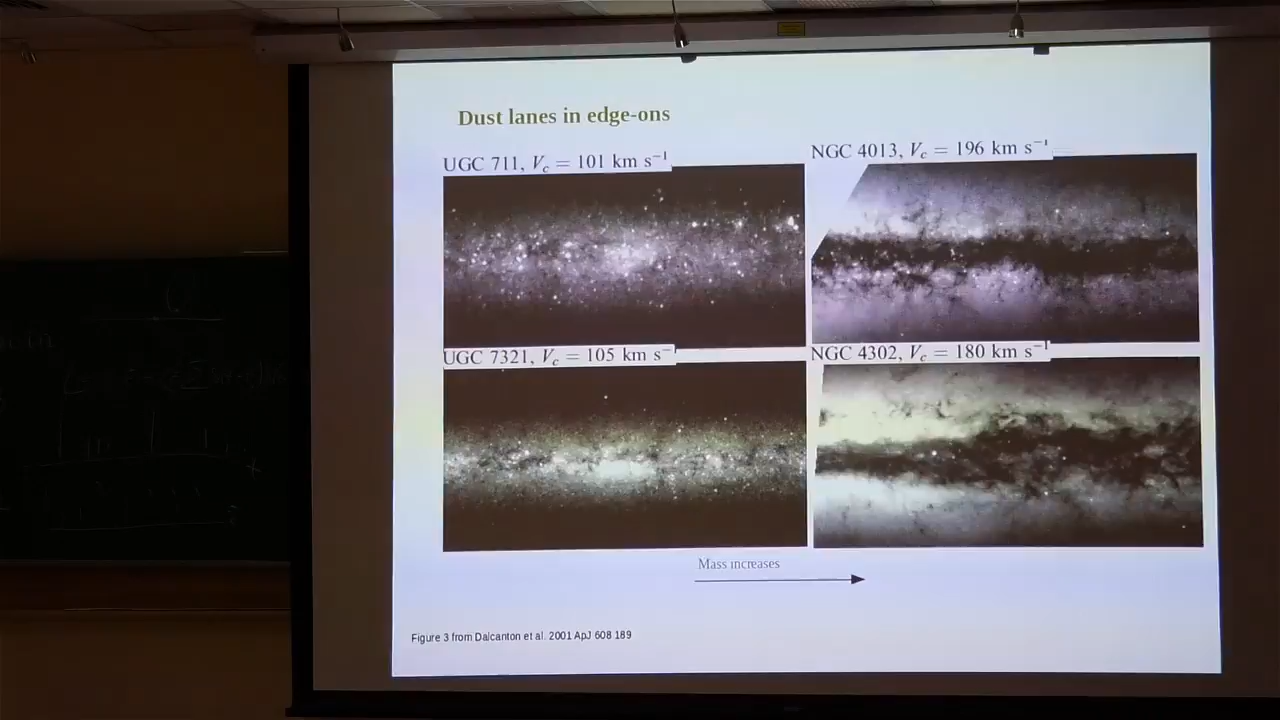 Dust lanes in edge-ons
UGC 711, V_c = 101 km s⁻¹
NGC 4013, V_c = 196 km s⁻¹
UGC 7321, V_c = 105 km s⁻¹
NGC 4302, V_c = 180 km s⁻¹
Mass increases
Figure 3 from Dalcanton et al. 2001 ApJ 608 189